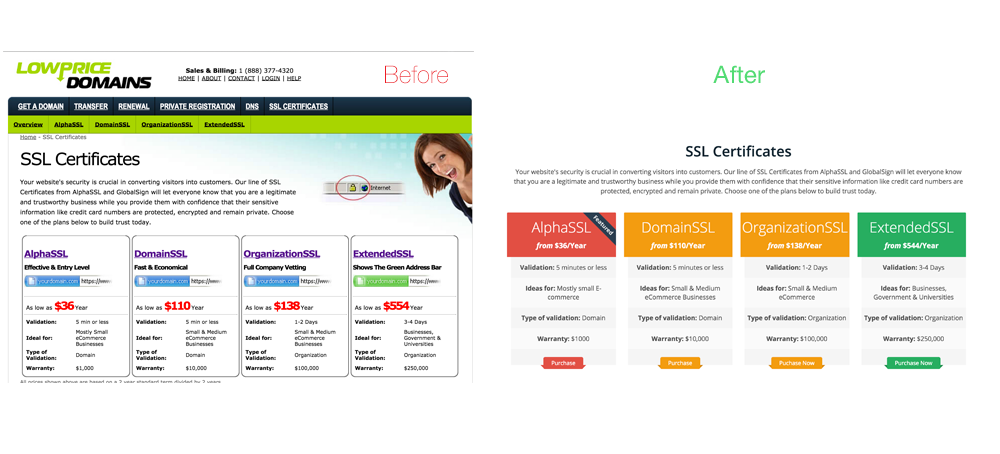 LOWPRICE
DOMAINS
Sales & Billing: 1 (888) 377-4320
HOME | ABOUT | CONTACT | LOGIN | HELP
Before
GET A DOMAIN TRANSFER RENEWAL PRIVATE REGISTRATION DNS SSL CERTIFICATES
Overview AlphaSSL DomainSSL OrganizationSSL ExtendedSSL
Home - SSL Certificates
SSL Certificates
Internet
Your website's security is crucial in converting visitors into customers. Our line of SSL
Certificates from AlphaSSL and GlobalSign will let everyone know that you are a legitimate
and trustworthy business while you provide them with confidence that their sensitive
information like credit card numbers are protected, encrypted and remain private. Choose
one of the plans below to build trust today.
AlphaSSL
Effective & Entry Level
yourdomain.com https://www
As low as $36 Year
Validation: 5 min or less
Ideal for: Mostly Small
eCommerce
Businesses
Type of
Validation: Domain
Warranty: $1,000
DomainSSL
Fast & Economical
yourdomain.com https://www
As low as $110 Year
Validation: 5 min or less
Ideal for: Small & Medium
eCommerce
Businesses
Type of
Validation: Domain
Warranty: $10,000
OrganizationSSL
Full Company Vetting
yourdomain.com https://www
As low as $138 Year
Validation: 1-2 Days
Ideal for: Small & Medium
eCommerce
Businesses
Type of
Validation: Organization
Warranty: $100,000
ExtendedSSL
Shows The Green Address Bar
yourdomain.com https://www
As low as $554 Year
Validation: 3-4 Days
Ideal for: Businesses,
Government &
Universities
Type of
Validation: Organization
Warranty: $250,000
All prices shown above are based on a 2 year standard term divided by 2 years
After
SSL Certificates
Your website's security is crucial in converting visitors into customers. Our line of SSL Certificates from AlphaSSL and GlobalSign will let everyone know
that you are a legitimate and trustworthy business while you provide them with confidence that their sensitive information like credit card numbers are
protected, encrypted and remain private. Choose one of the plans below to build trust today.
AlphaSSL
Featured
from $36/Year
Validation: 5 minutes or less
Ideas for: Mostly small E-
commerce
Type of validation: Domain
Warranty: $1000
Purchase
DomainSSL
from $110/Year
Validation: 5 minutes or less
Ideas for: Small & Medium
eCommerce Businesses
Type of validation: Domain
Warranty: $10,000
Purchase
OrganizationSSL
from $138/Year
Validation: 1-2 Days
Ideas for: Small & Medium
eCommerce
Type of validation: Organization
Warranty: $100,000
Purchase Now
ExtendedSSL
from $544/Year
Validation: 3-4 Days
Ideas for: Businesses,
Government & Universities
Type of validation: Organization
Warranty: $250,000
Purchase Now